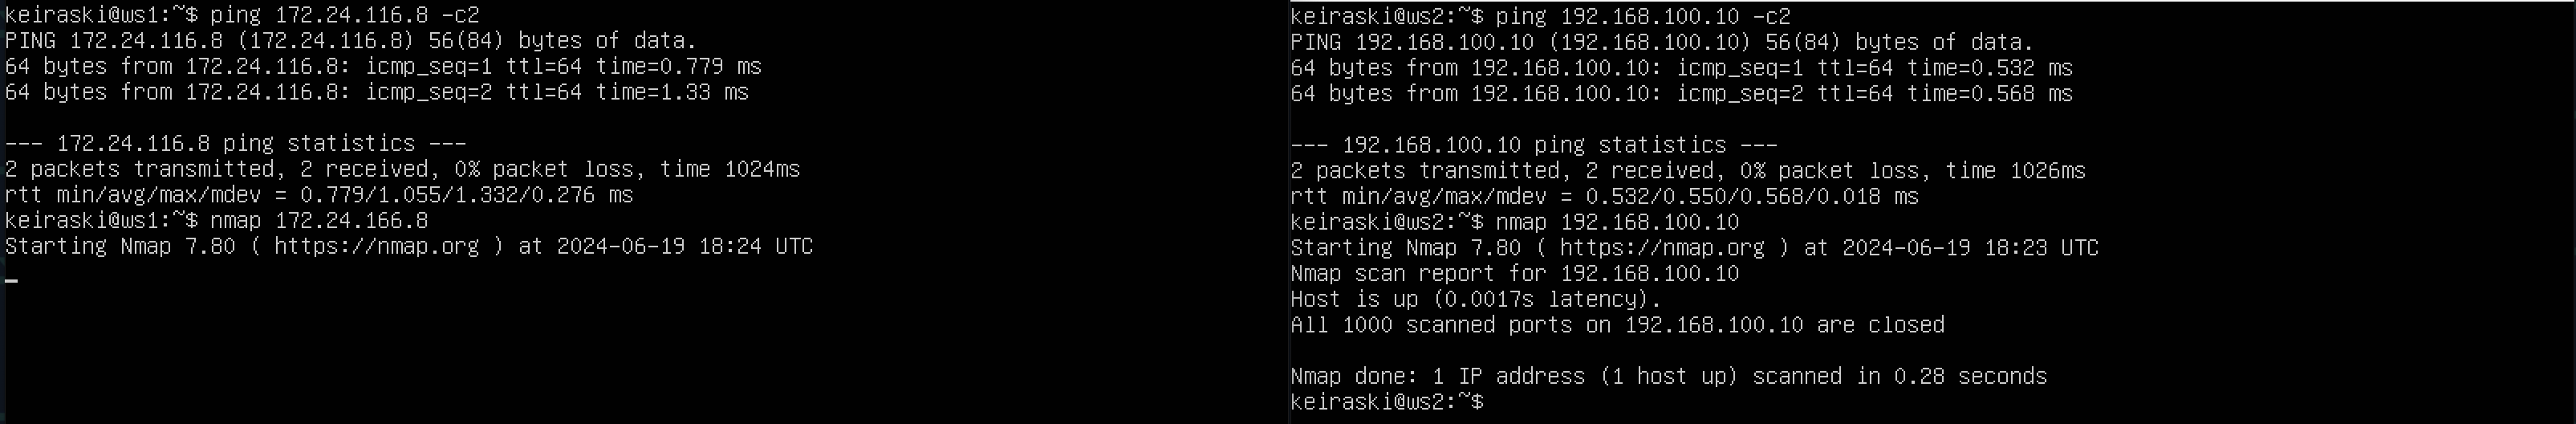 keiraski@ws1:~$ ping 172.24.116.8 -c2
PING 172.24.116.8 (172.24.116.8) 56(84) bytes of data.
64 bytes from 172.24.116.8: icmp_seq=1 ttl=64 time=0.779 ms
64 bytes from 172.24.116.8: icmp_seq=2 ttl=64 time=1.33 ms

--- 172.24.116.8 ping statistics ---
2 packets transmitted, 2 received, 0% packet loss, time 1024ms
rtt min/avg/max/mdev = 0.779/1.055/1.332/0.276 ms
keiraski@ws1:~$ nmap 172.24.166.8
Starting Nmap 7.80 ( https://nmap.org ) at 2024-06-19 18:24 UTC
_
keiraski@ws2:~$ ping 192.168.100.10 -c2
PING 192.168.100.10 (192.168.100.10) 56(84) bytes of data.
64 bytes from 192.168.100.10: icmp_seq=1 ttl=64 time=0.532 ms
64 bytes from 192.168.100.10: icmp_seq=2 ttl=64 time=0.568 ms

--- 192.168.100.10 ping statistics ---
2 packets transmitted, 2 received, 0% packet loss, time 1026ms
rtt min/avg/max/mdev = 0.532/0.550/0.568/0.018 ms
keiraski@ws2:~$ nmap 192.168.100.10
Starting Nmap 7.80 ( https://nmap.org ) at 2024-06-19 18:23 UTC
Nmap scan report for 192.168.100.10
Host is up (0.0017s latency).
All 1000 scanned ports on 192.168.100.10 are closed

Nmap done: 1 IP address (1 host up) scanned in 0.28 seconds
keiraski@ws2:~$